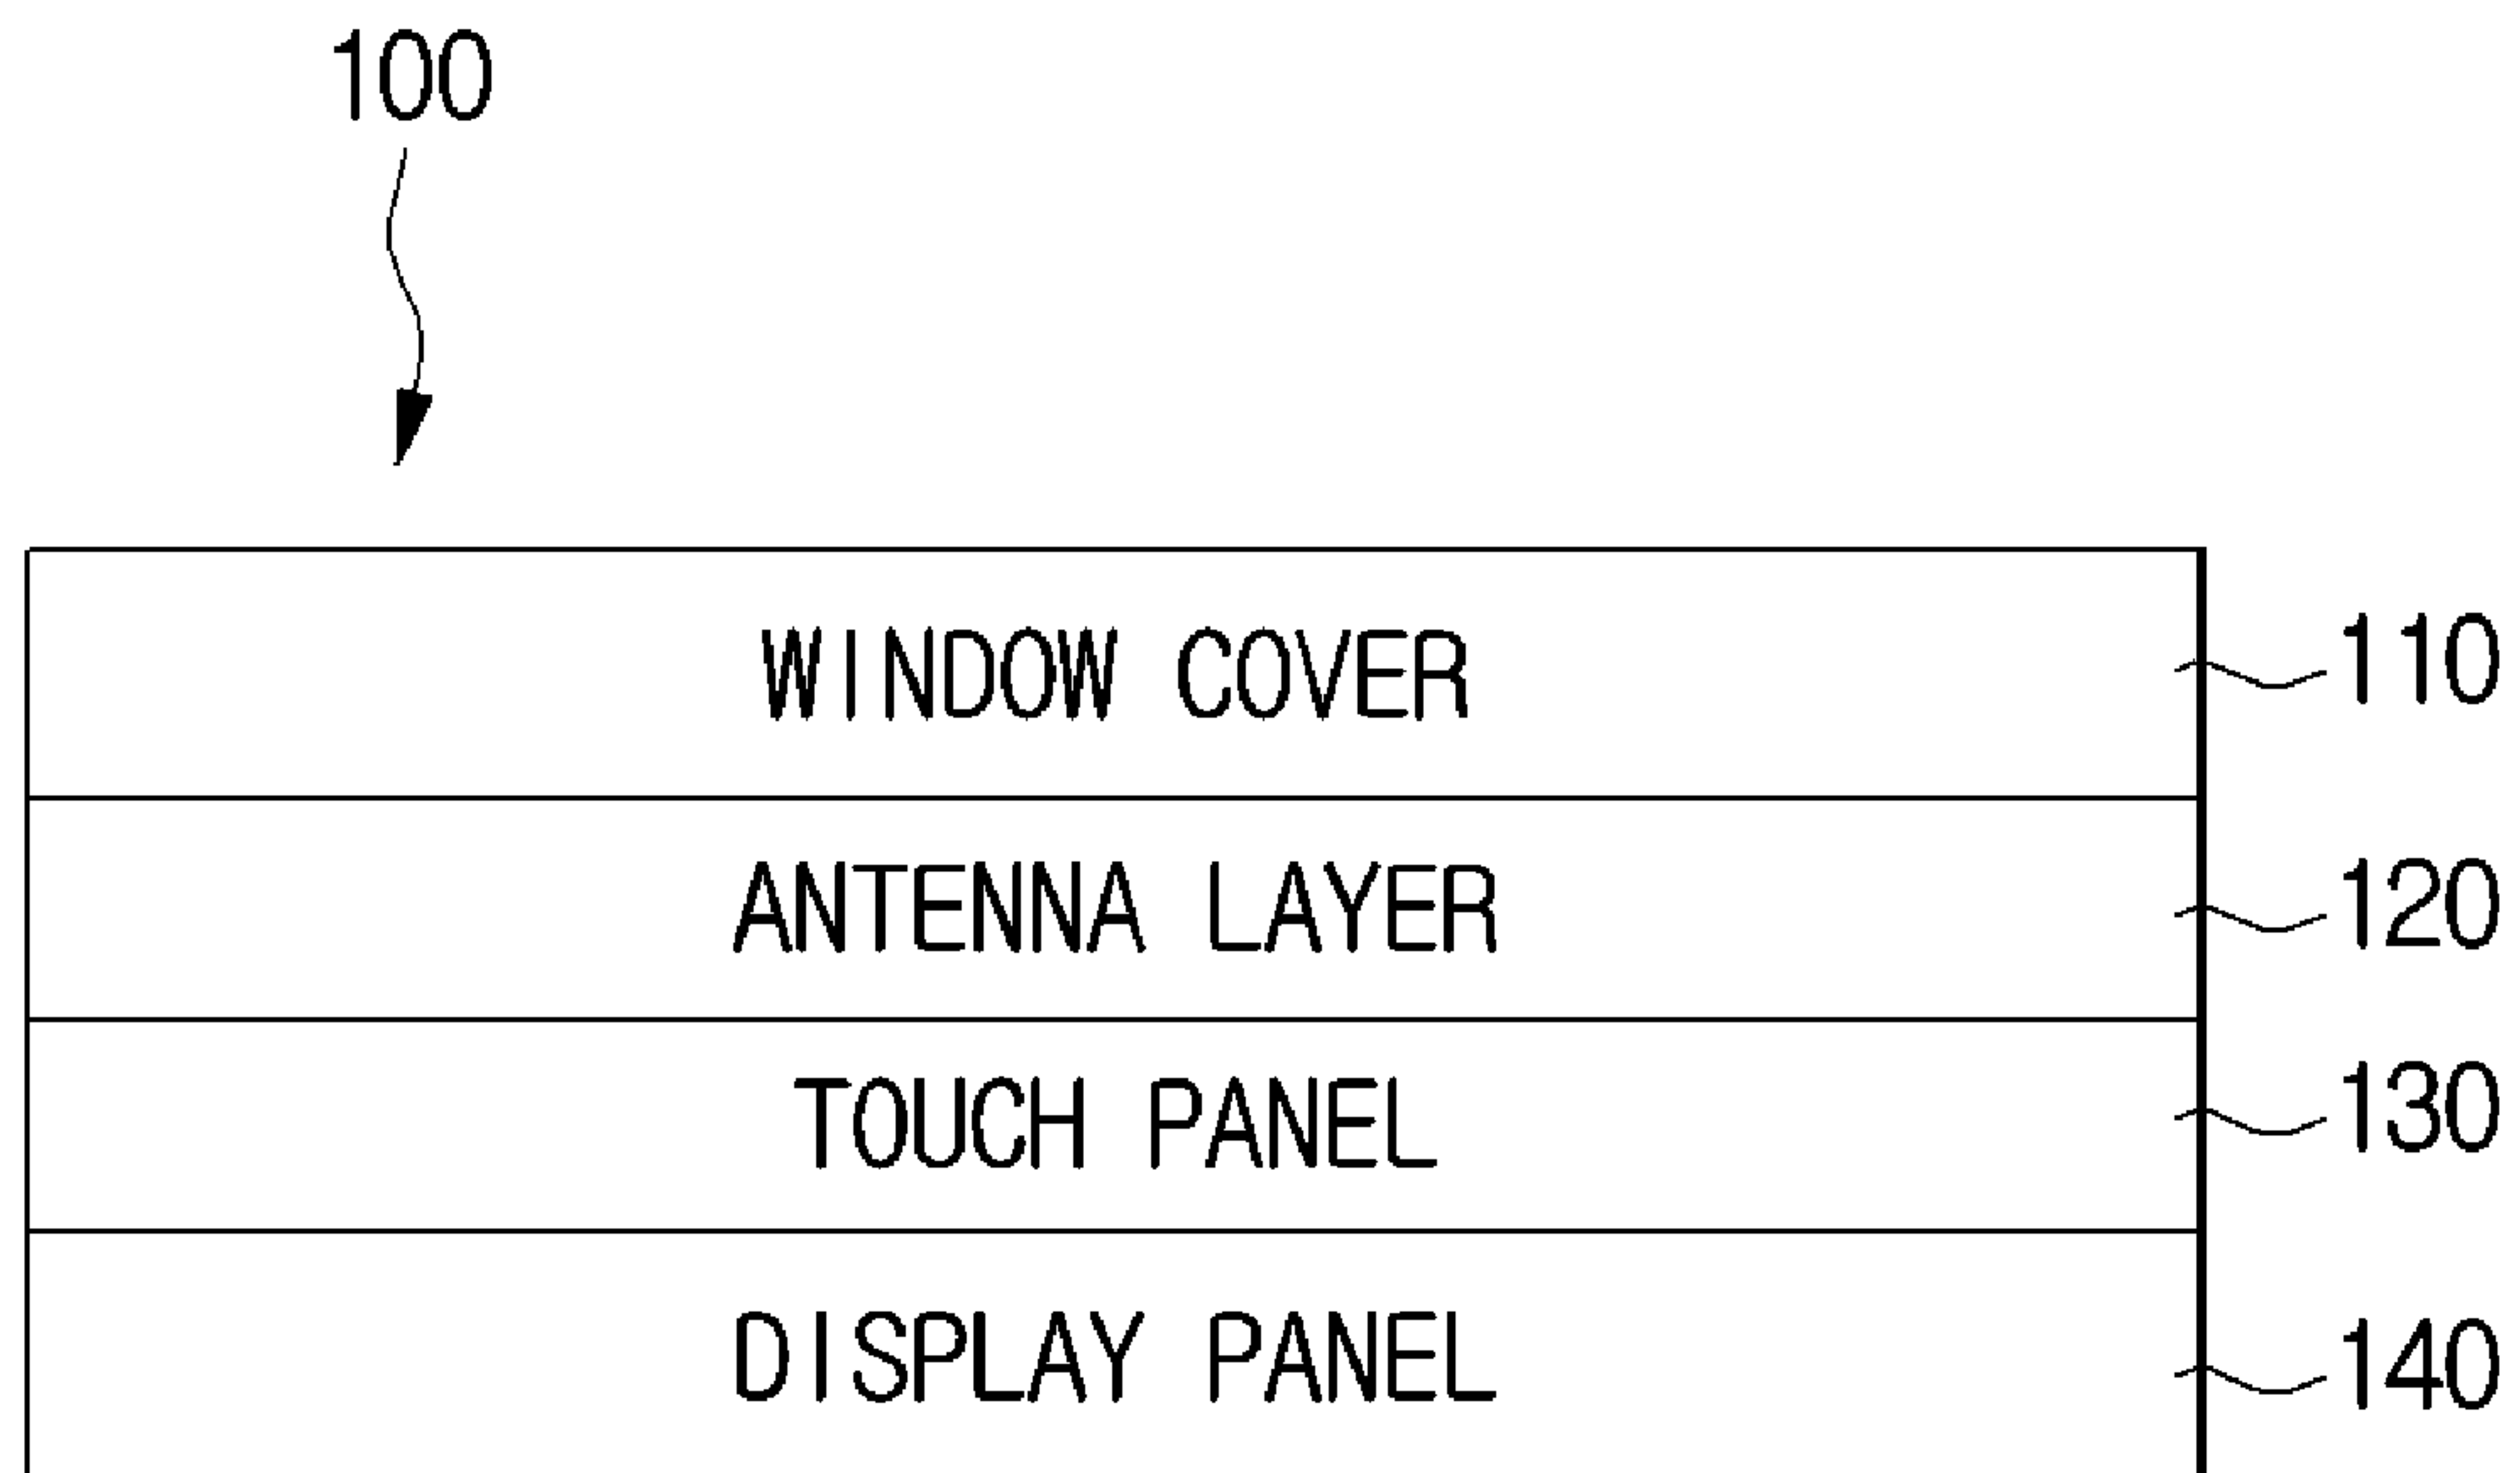 100
WINDOW COVER 110
ANTENNA LAYER 120
TOUCH PANEL 130
DISPLAY PANEL 140